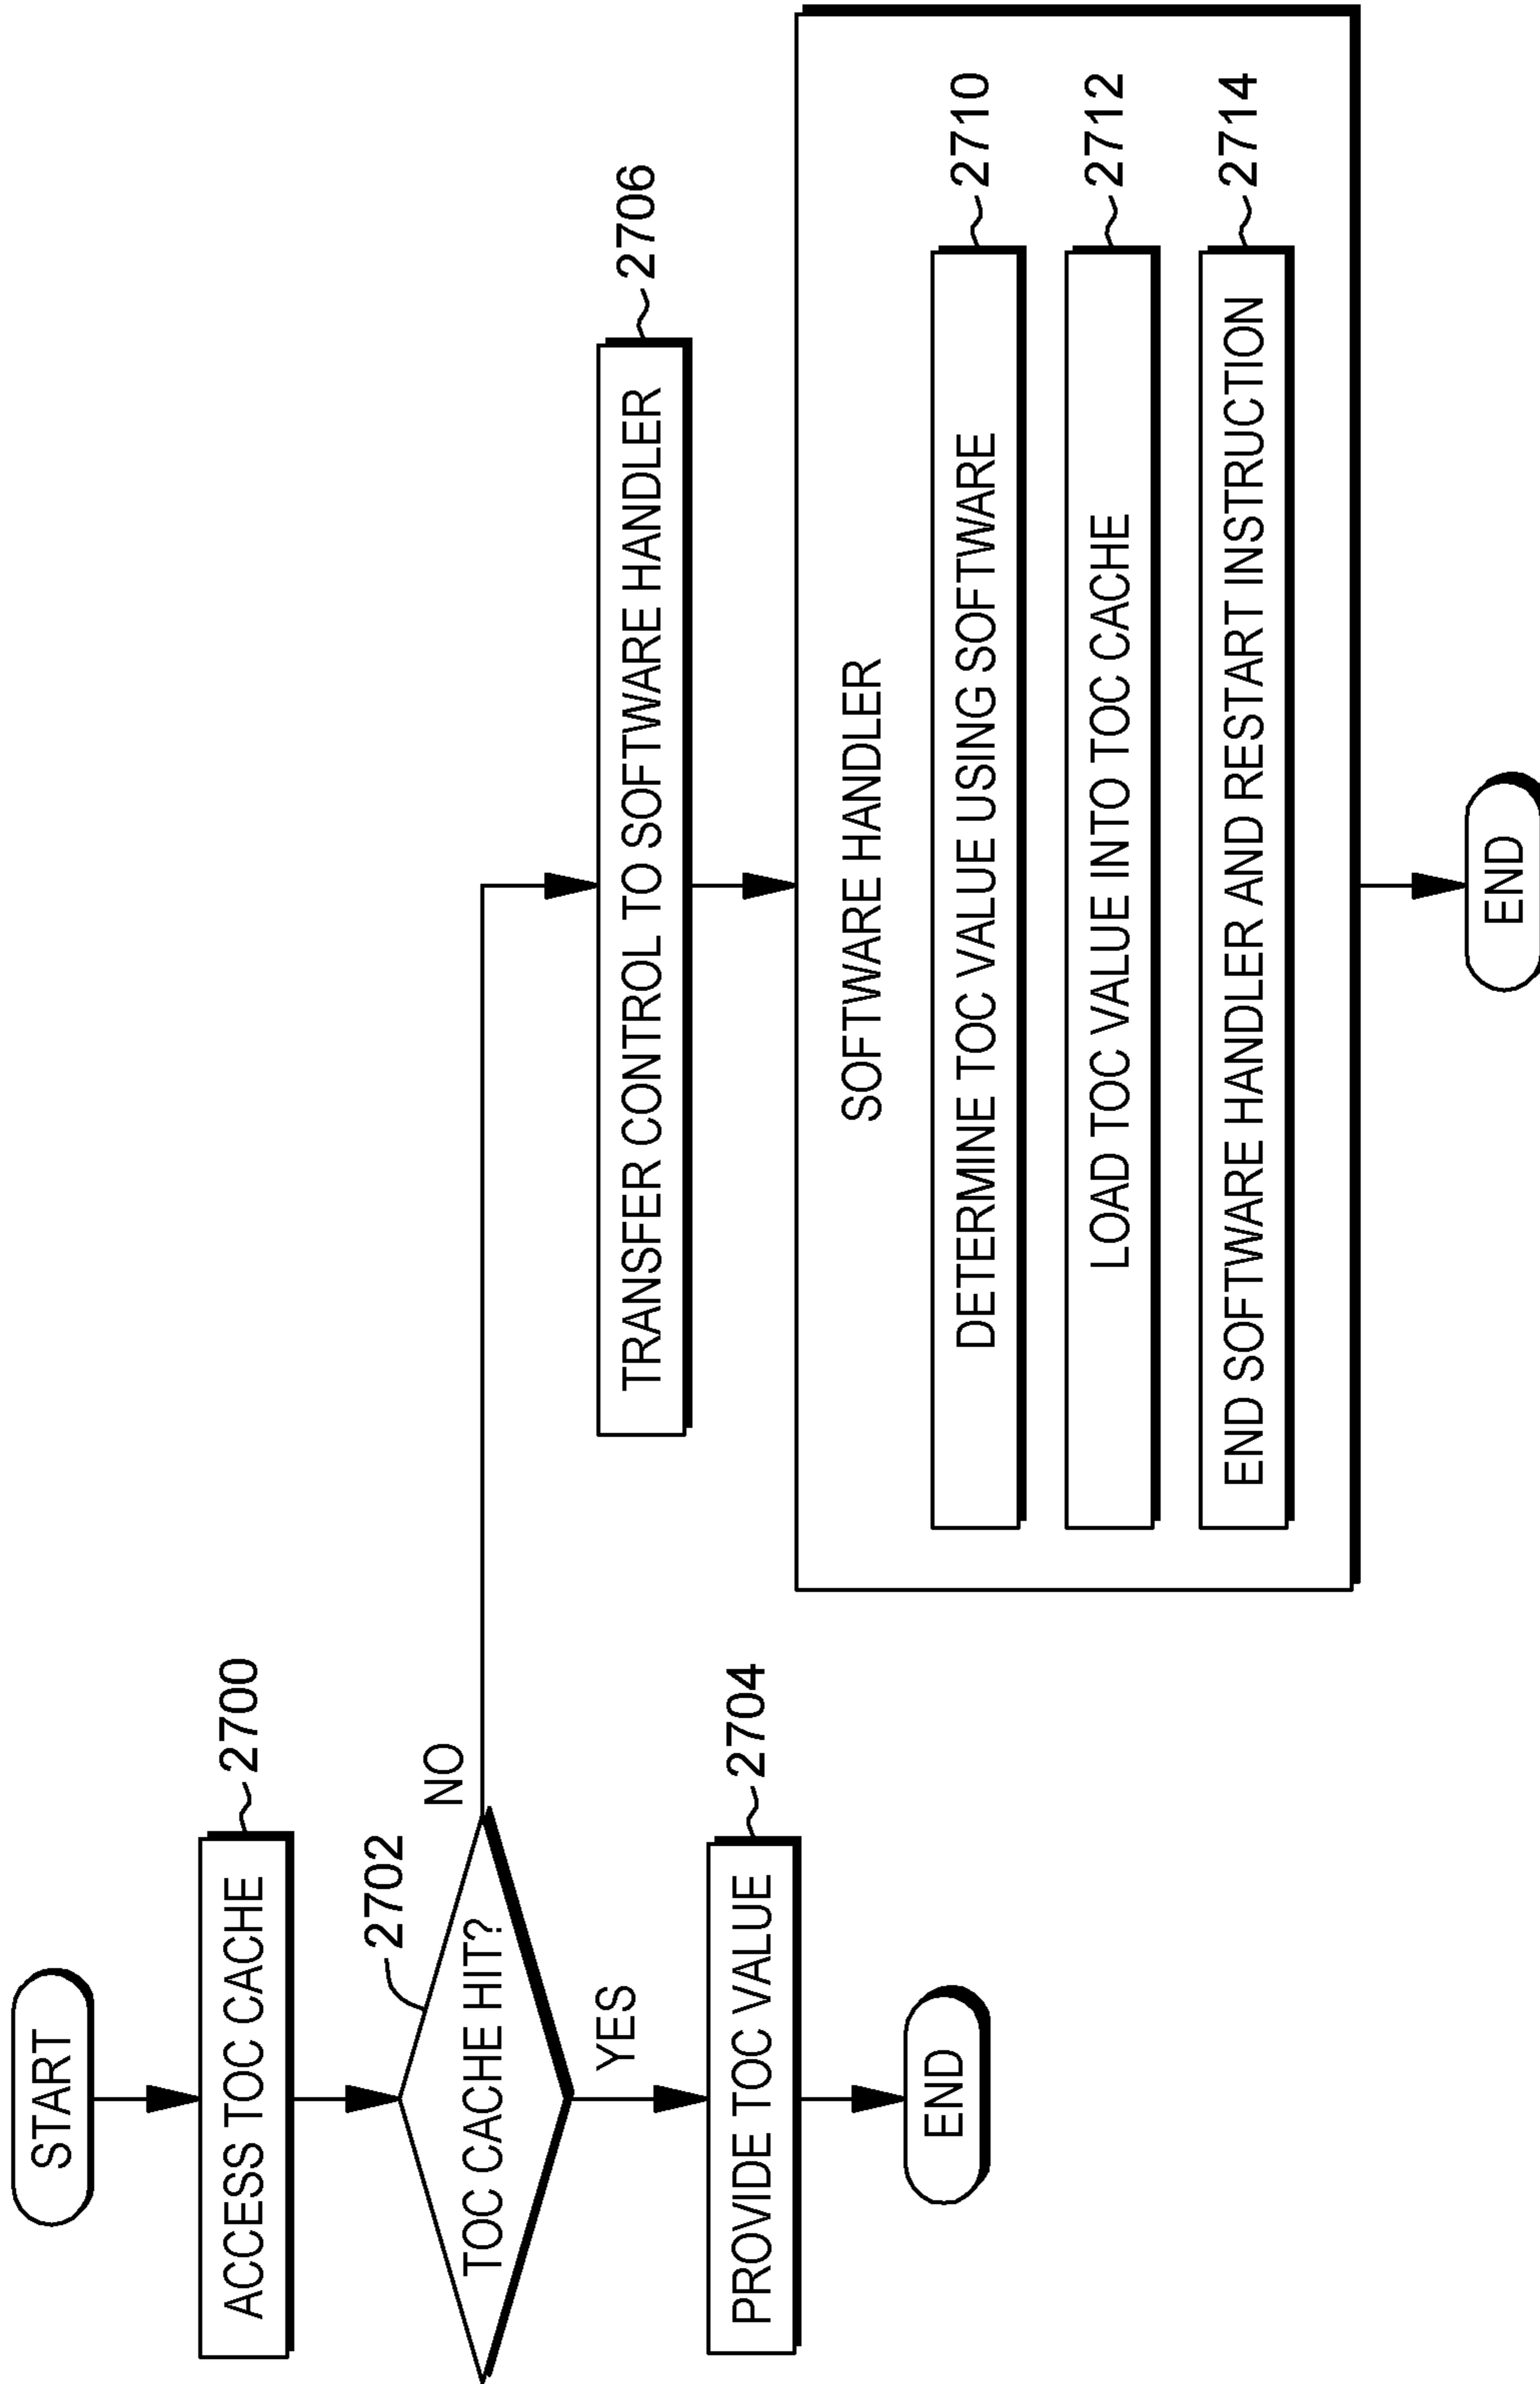 START
ACCESS TOC CACHE
2700
TOC CACHE HIT?
2702
NO
YES
PROVIDE TOC VALUE
2704
END
TRANSFER CONTROL TO SOFTWARE HANDLER
2706
SOFTWARE HANDLER
DETERMINE TOC VALUE USING SOFTWARE
2710
LOAD TOC VALUE INTO TOC CACHE
2712
END SOFTWARE HANDLER AND RESTART INSTRUCTION
2714
END